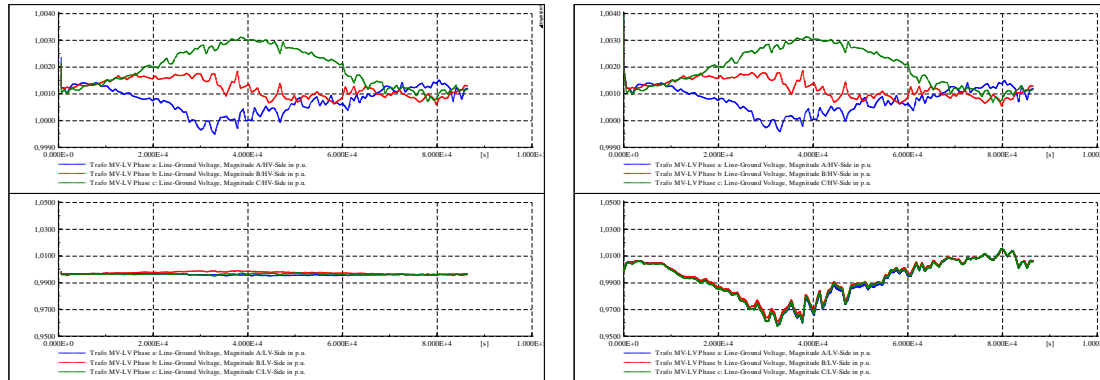 1,0040
1,0030
1,0020
1,0010
1,0000
0,9990
0.000E+0 2.000E+4 4.000E+4 6.000E+4 8.000E+4 [s] 1.000E+
Trafo MV-LV Phase a: Line-Ground Voltage, Magnitude A/HV-Side in p.u.
Trafo MV-LV Phase b: Line-Ground Voltage, Magnitude B/HV-Side in p.u.
Trafo MV-LV Phase c: Line-Ground Voltage, Magnitude C/HV-Side in p.u.
1,0500
1,0300
1,0100
0,9900
0,9700
0,9500
0.000E+0 2.000E+4 4.000E+4 6.000E+4 8.000E+4 [s] 1.000E+
Trafo MV-LV Phase a: Line-Ground Voltage, Magnitude A/LV-Side in p.u.
Trafo MV-LV Phase b: Line-Ground Voltage, Magnitude B/LV-Side in p.u.
Trafo MV-LV Phase c: Line-Ground Voltage, Magnitude C/LV-Side in p.u.
1,0040
1,0030
1,0020
1,0010
1,0000
0,9990
0.000E+0 2.000E+4 4.000E+4 6.000E+4 8.000E+4 [s] 1.000
Trafo MV-LV Phase a: Line-Ground Voltage, Magnitude A/HV-Side in p.u.
Trafo MV-LV Phase b: Line-Ground Voltage, Magnitude B/HV-Side in p.u.
Trafo MV-LV Phase c: Line-Ground Voltage, Magnitude C/HV-Side in p.u.
1,0500
1,0300
1,0100
0,9900
0,9700
0,9500
0.000E+0 2.000E+4 4.000E+4 6.000E+4 8.000E+4 [s] 1.000
Trafo MV-LV Phase a: Line-Ground Voltage, Magnitude A/LV-Side in p.u.
Trafo MV-LV Phase b: Line-Ground Voltage, Magnitude B/LV-Side in p.u.
Trafo MV-LV Phase c: Line-Ground Voltage, Magnitude C/LV-Side in p.u.